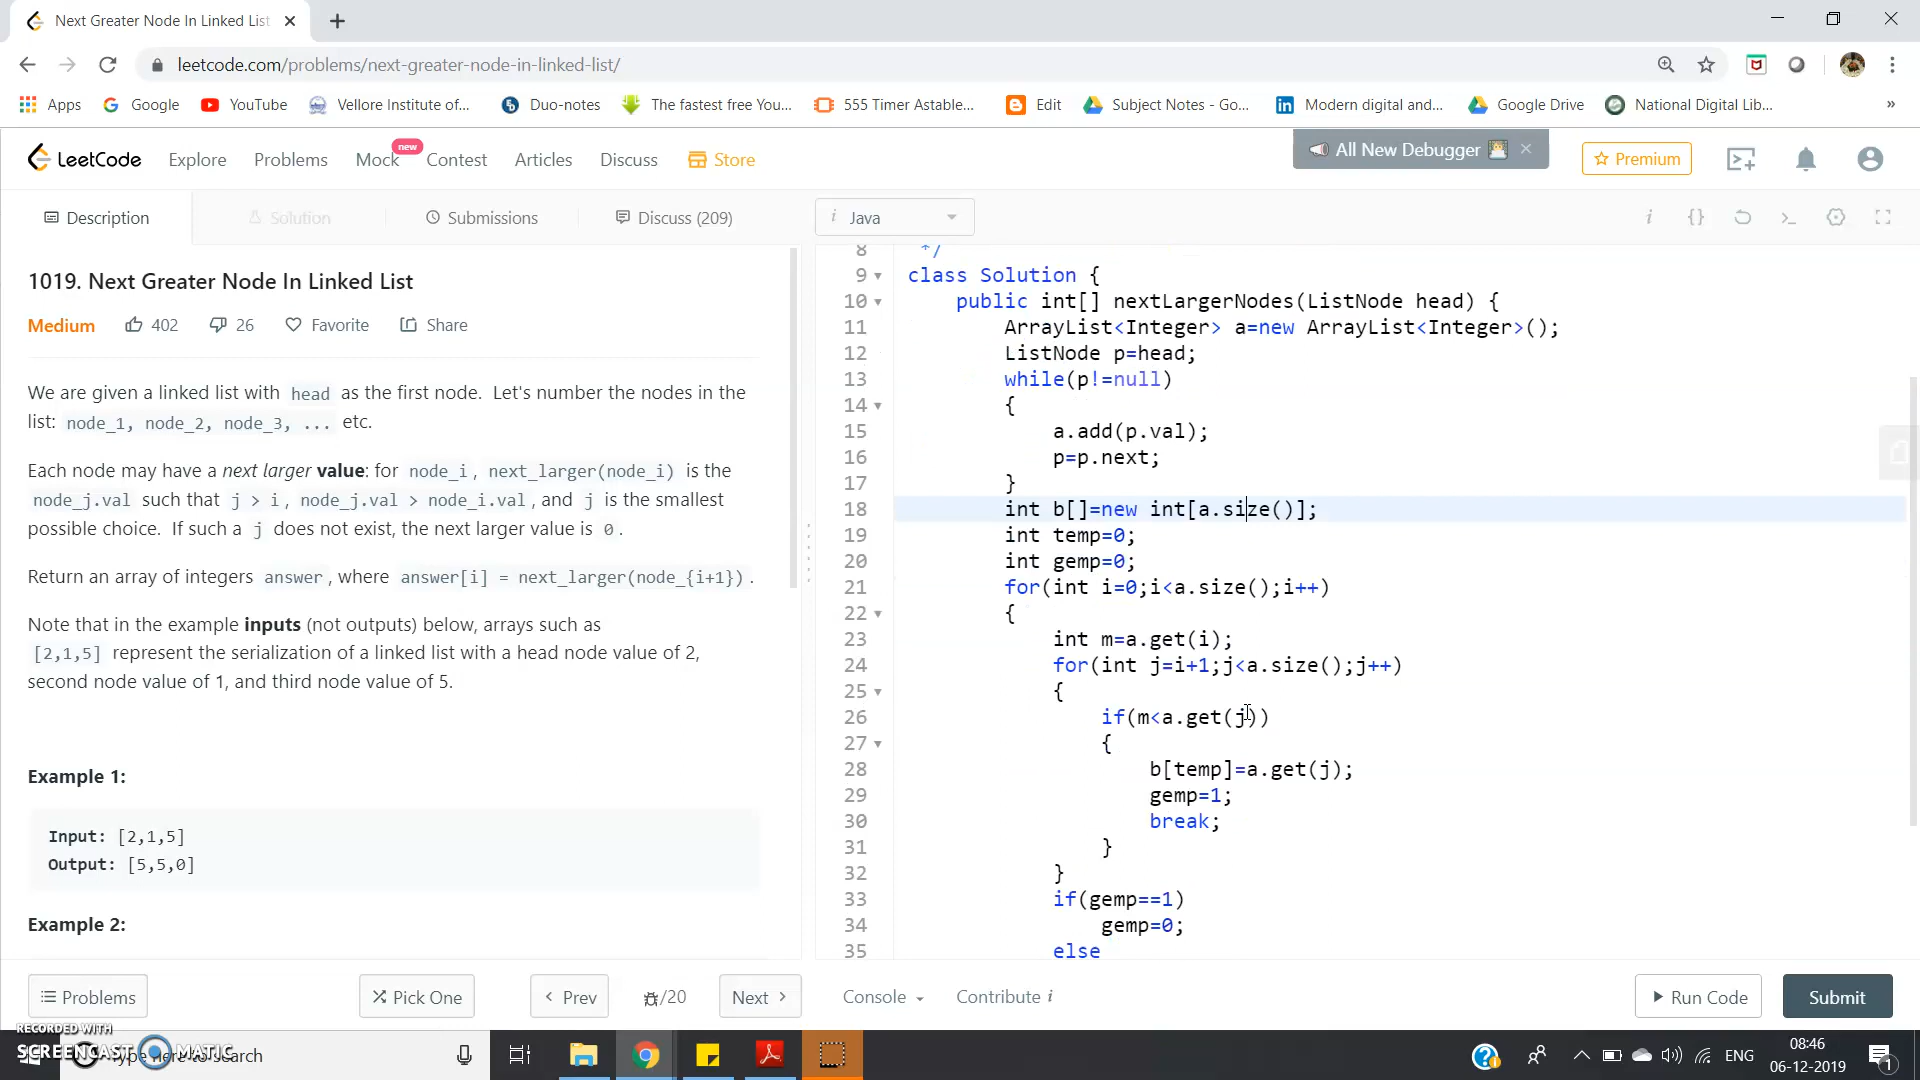 Next Greater Node In Linked List
leetcode.com/problems/next-greater-node-in-linked-list/
Apps
Google
YouTube
Vellore Institute of...
Duo-notes
The fastest free You...
555 Timer Astable...
Edit
Subject Notes - Go...
Modern digital and...
Google Drive
National Digital Lib...
»
LeetCode
Explore
Problems
Mock
new
Contest
Articles
Discuss
Store
All New Debugger
Premium
Description
Solution
Submissions
Discuss (209)
i Java
1019. Next Greater Node In Linked List
Medium
402
26
Favorite
Share
We are given a linked list with head as the first node. Let's number the nodes in the
list: node_1, node_2, node_3, ... etc.
Each node may have a next larger value: for node_i, next_larger(node_i) is the
node_j.val such that j > i, node_j.val > node_i.val, and j is the smallest
possible choice. If such a j does not exist, the next larger value is 0.
Return an array of integers answer, where answer[i] = next_larger(node_{i+1}).
Note that in the example inputs (not outputs) below, arrays such as
[2,1,5] represent the serialization of a linked list with a head node value of 2,
second node value of 1, and third node value of 5.
Example 1:
Input: [2,1,5]
Output: [5,5,0]
Example 2:
8 */
9 class Solution {
10 public int[] nextLargerNodes(ListNode head) {
11 ArrayList<Integer> a=new ArrayList<Integer>();
12 ListNode p=head;
13 while(p!=null)
14 {
15 a.add(p.val);
16 p=p.next;
17 }
18 int b[]=new int[a.size()];
19 int temp=0;
20 int gemp=0;
21 for(int i=0;i<a.size();i++)
22 {
23 int m=a.get(i);
24 for(int j=i+1;j<a.size();j++)
25 {
26 if(m<a.get(j))
27 {
28 b[temp]=a.get(j);
29 gemp=1;
30 break;
31 }
32 }
33 if(gemp==1)
34 gemp=0;
35 else
Problems
Pick One
Prev
/20
Next
Console
Contribute i
Run Code
Submit
RECORDED WITH
SCREENCAST MATIC
Type here to search
ENG
08:46
06-12-2019
1